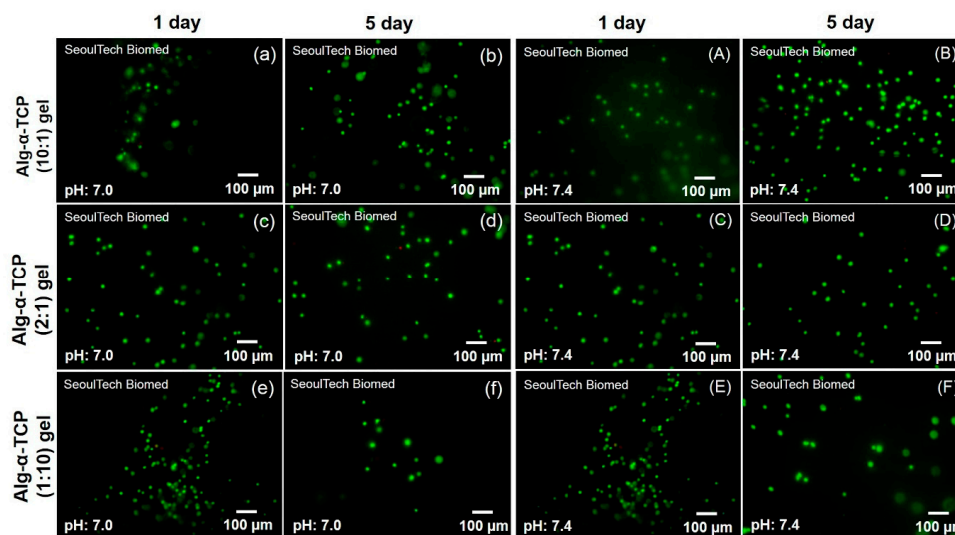 1 day 5 day 1 day 5 day
Alg-α-TCP
(10:1) gel
SeoulTech Biomed (a)
pH: 7.0 100 µm
SeoulTech Biomed (b)
pH: 7.0 100 µm
SeoulTech Biomed (A)
pH: 7.4 100 µm
SeoulTech Biomed (B)
pH: 7.4 100 µm
Alg-α-TCP
(2:1) gel
SeoulTech Biomed (c)
pH: 7.0 100 µm
SeoulTech Biomed (d)
pH: 7.0 100 µm
SeoulTech Biomed (C)
pH: 7.4 100 µm
SeoulTech Biomed (D)
pH: 7.4 100 µm
Alg-α-TCP
(1:10) gel
SeoulTech Biomed (e)
pH: 7.0 100 µm
SeoulTech Biomed (f)
pH: 7.0 100 µm
SeoulTech Biomed (E)
pH: 7.4 100 µm
SeoulTech Biomed (F)
pH: 7.4 100 µm